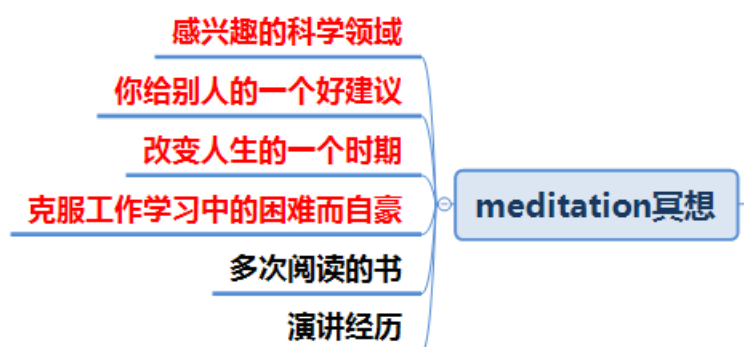 感兴趣的科学领域
你给别人的一个好建议
改变人生的一个时期
克服工作学习中的困难而自豪
多次阅读的书
演讲经历
meditation冥想